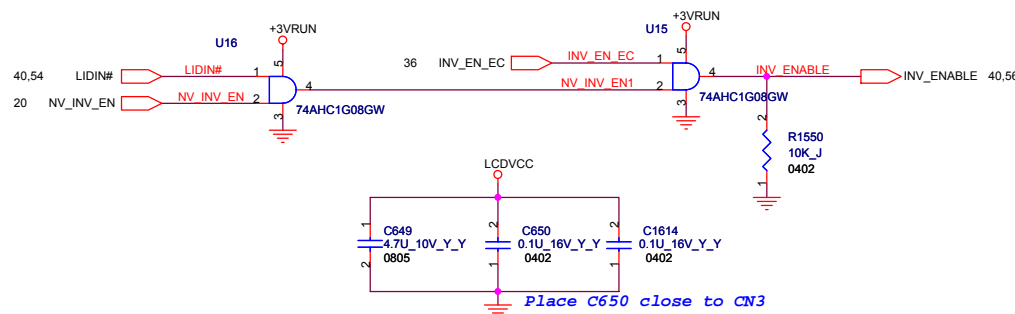 +3VRUN
U16
5
40,54 LIDIN# LIDIN# 1
4
20 NV_INV_EN NV_INV_EN 2
74AHC1G08GW
3
+3VRUN
U15
5
36 INV_EN_EC INV_EN_EC 1
4 INV_ENABLE INV_ENABLE 40,56
NV_INV_EN1 2
74AHC1G08GW
3
2
R1550
10K_J
0402
1
LCDVCC
1
C649
4.7U_10V_Y_Y
0805
2
2
C650
0.1U_16V_Y_Y
0402
1
2
C1614
0.1U_16V_Y_Y
0402
1
Place C650 close to CN3